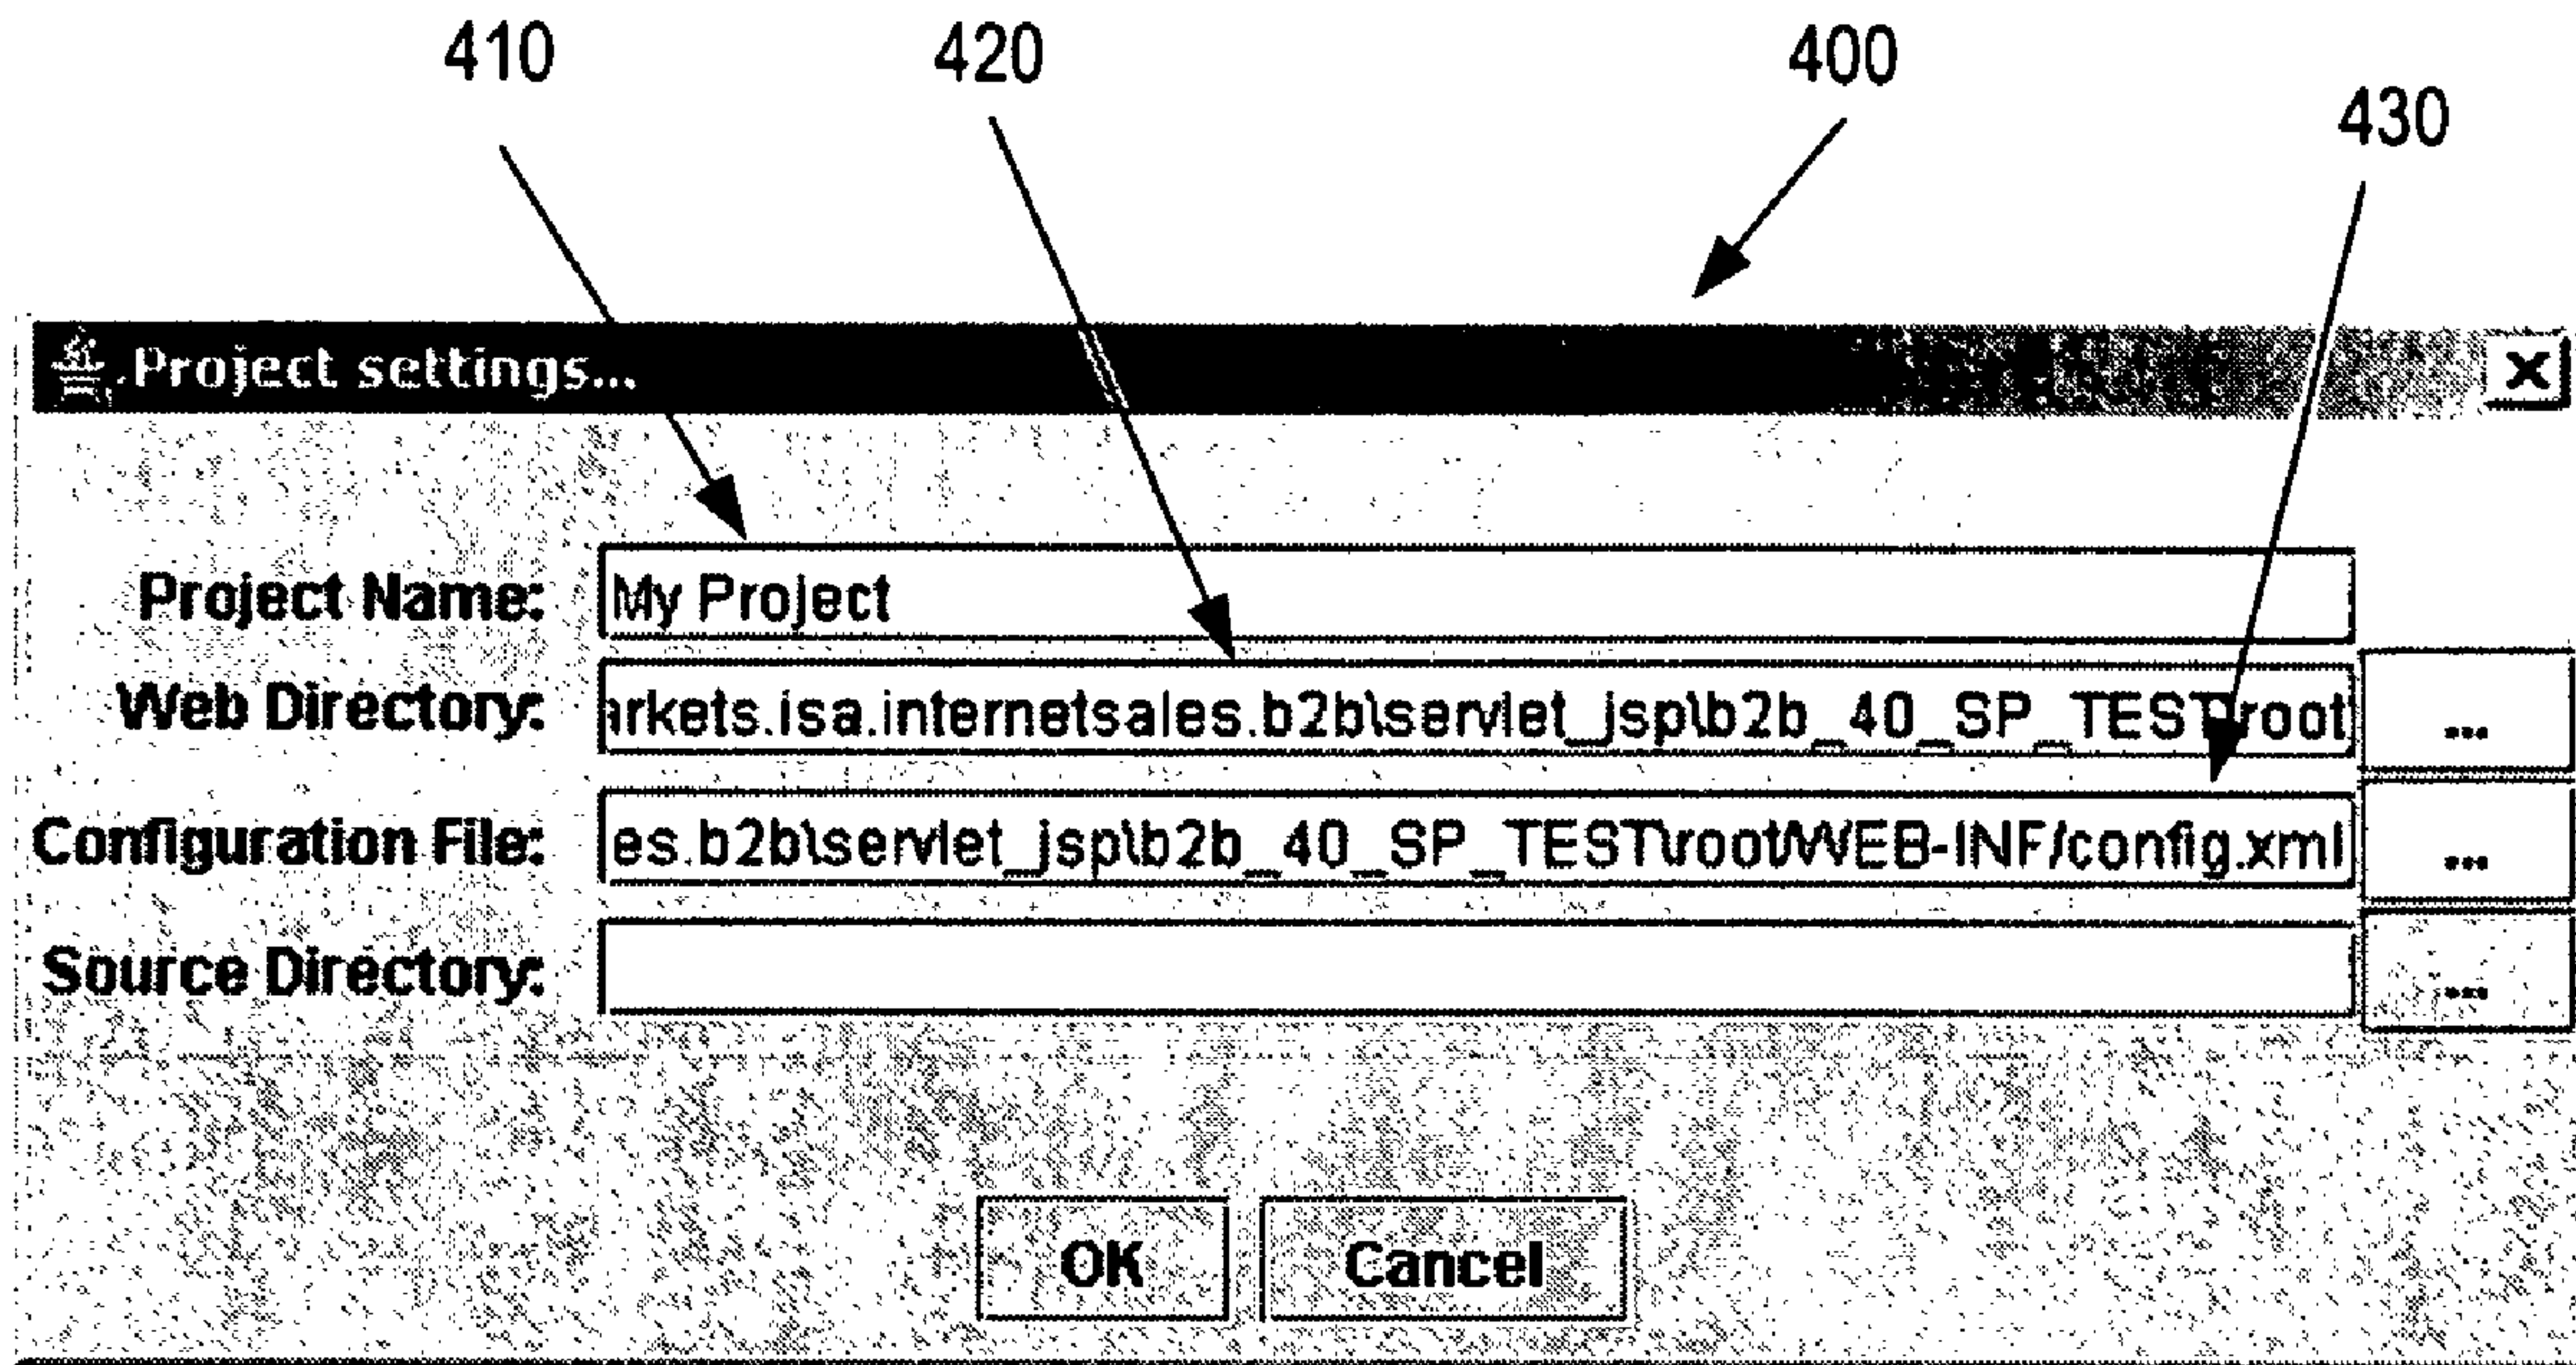 410 420 400 430
Project settings...
Project Name: My Project
Web Directory: arkets.isa.internetsales.b2b\servlet_jsp\b2b_40_SP_TEST\root ...
Configuration File: es.b2b\servlet_jsp\b2b_40_SP_TEST\root/WEB-INF/config.xml ...
Source Directory: ...
OK Cancel